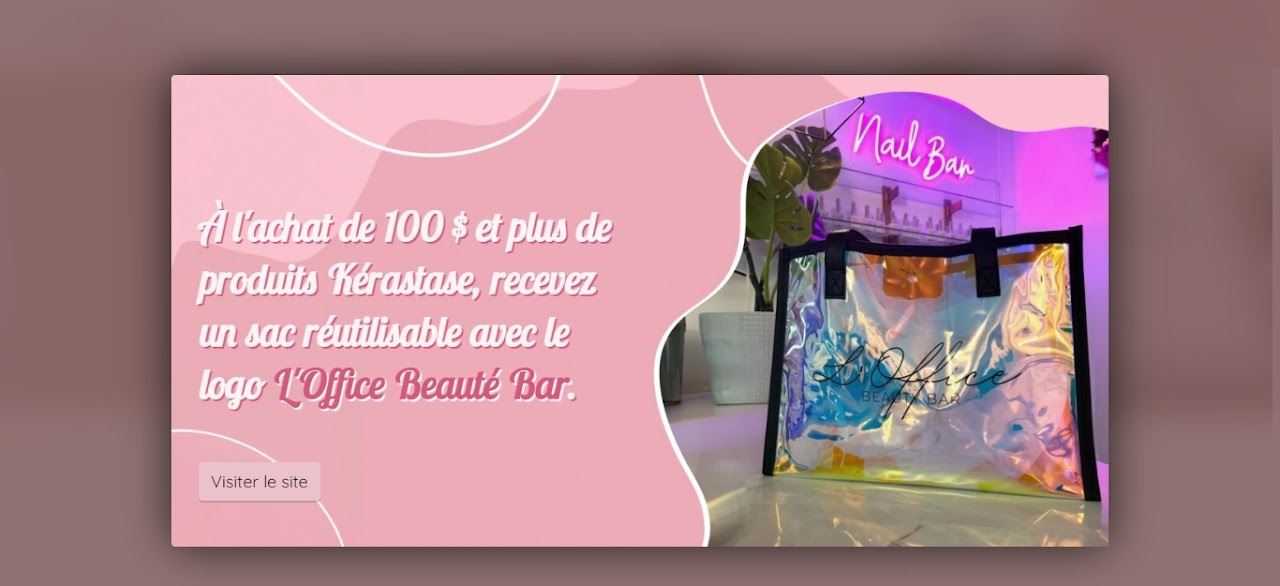 À l'achat de 100 $ et plus de
produits Kérastase, recevez
un sac réutilisable avec le
logo L'Office Beauté Bar.
Visiter le site
Nail Bar
L'Office
BEAUTY BAR